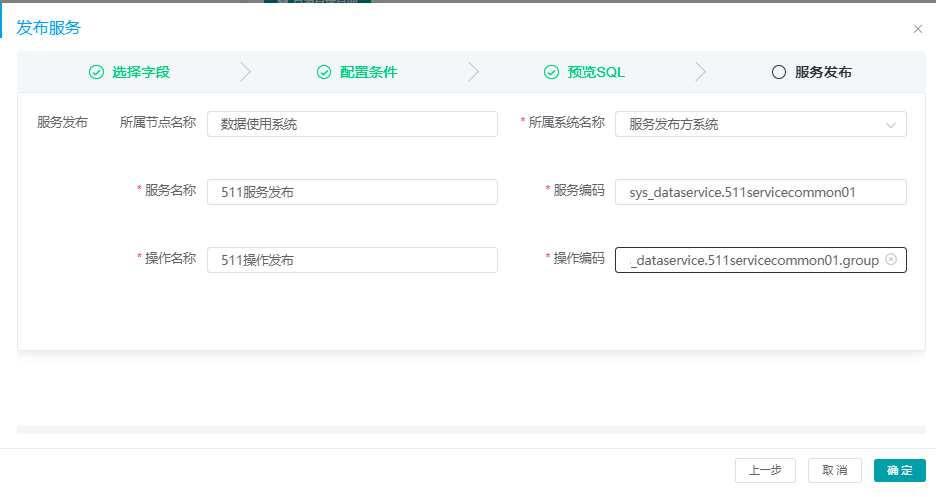 发布服务
选择字段
配置条件
预览SQL
服务发布
服务发布
所属节点名称 数据使用系统
* 所属系统名称 服务发布方系统
* 服务名称 511服务发布
* 服务编码 sys_dataservice.511servicecommon01
* 操作名称 511操作发布
* 操作编码 _dataservice.511servicecommon01.group
上一步
取消
确定